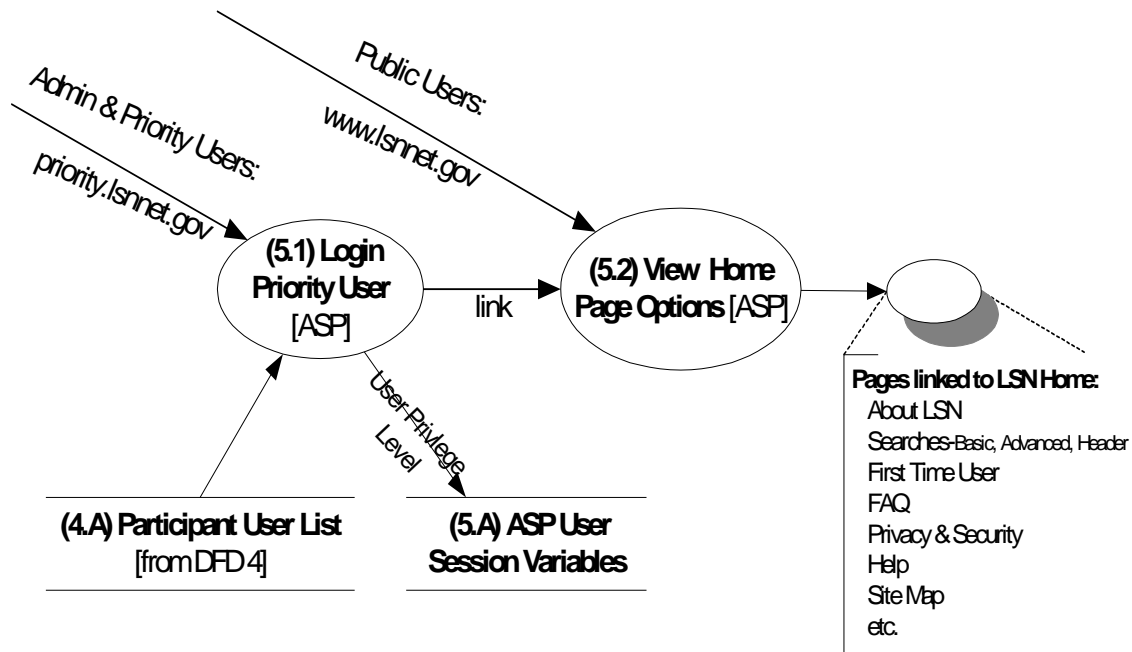 Public Users:
www.lsnnet.gov
Admin & Priority Users:
priority.lsnnet.gov
(5.1) Login
Priority User
[ASP]
link
(5.2) View Home
Page Options [ASP]
User Privlege
Level
(4.A) Participant User List
[from DFD 4]
(5.A) ASP User
Session Variables
Pages linked to LSN Home:
About LSN
Searches-Basic, Advanced, Header
First Time User
FAQ
Privacy & Security
Help
Site Map
etc.